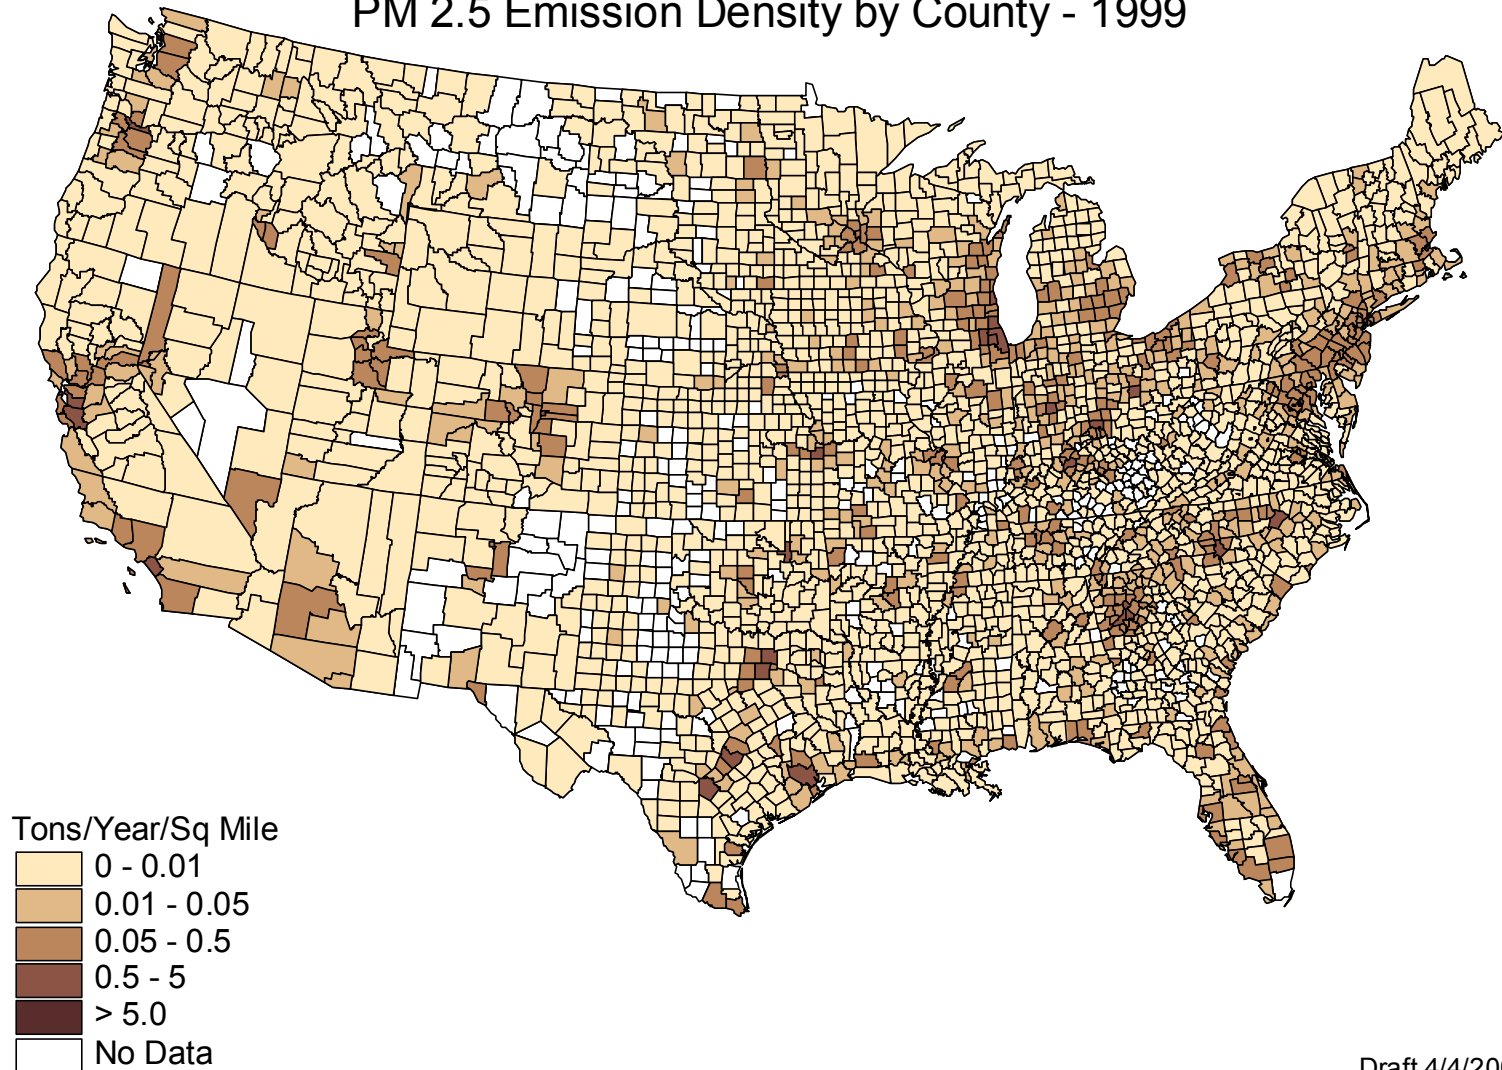 PM 2.5 Emission Density by County - 1999
Tons/Year/Sq Mile
0 - 0.01
0.01 - 0.05
0.05 - 0.5
0.5 - 5
> 5.0
No Data
Draft